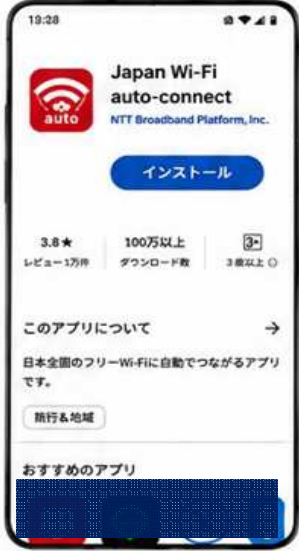 19:28
Japan Wi-Fi
auto-connect
auto
NTT Broadband Platform, Inc.
インストール
3.8★
レビュー 1万件
100万以上
ダウンロード数
3+
3 歳以上
このアプリについて →
日本全国のフリーWi-Fiに自動でつながるアプリ
です。
旅行&地域
おすすめのアプリ